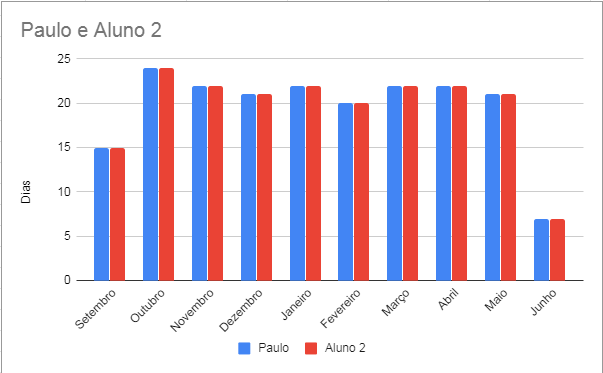 Paulo e Aluno 2
25
20
15
10
5
0
Dias
Setembro
Outubro
Novembro
Dezembro
Janeiro
Fevereiro
Março
Abril
Maio
Junho
Paulo
Aluno 2